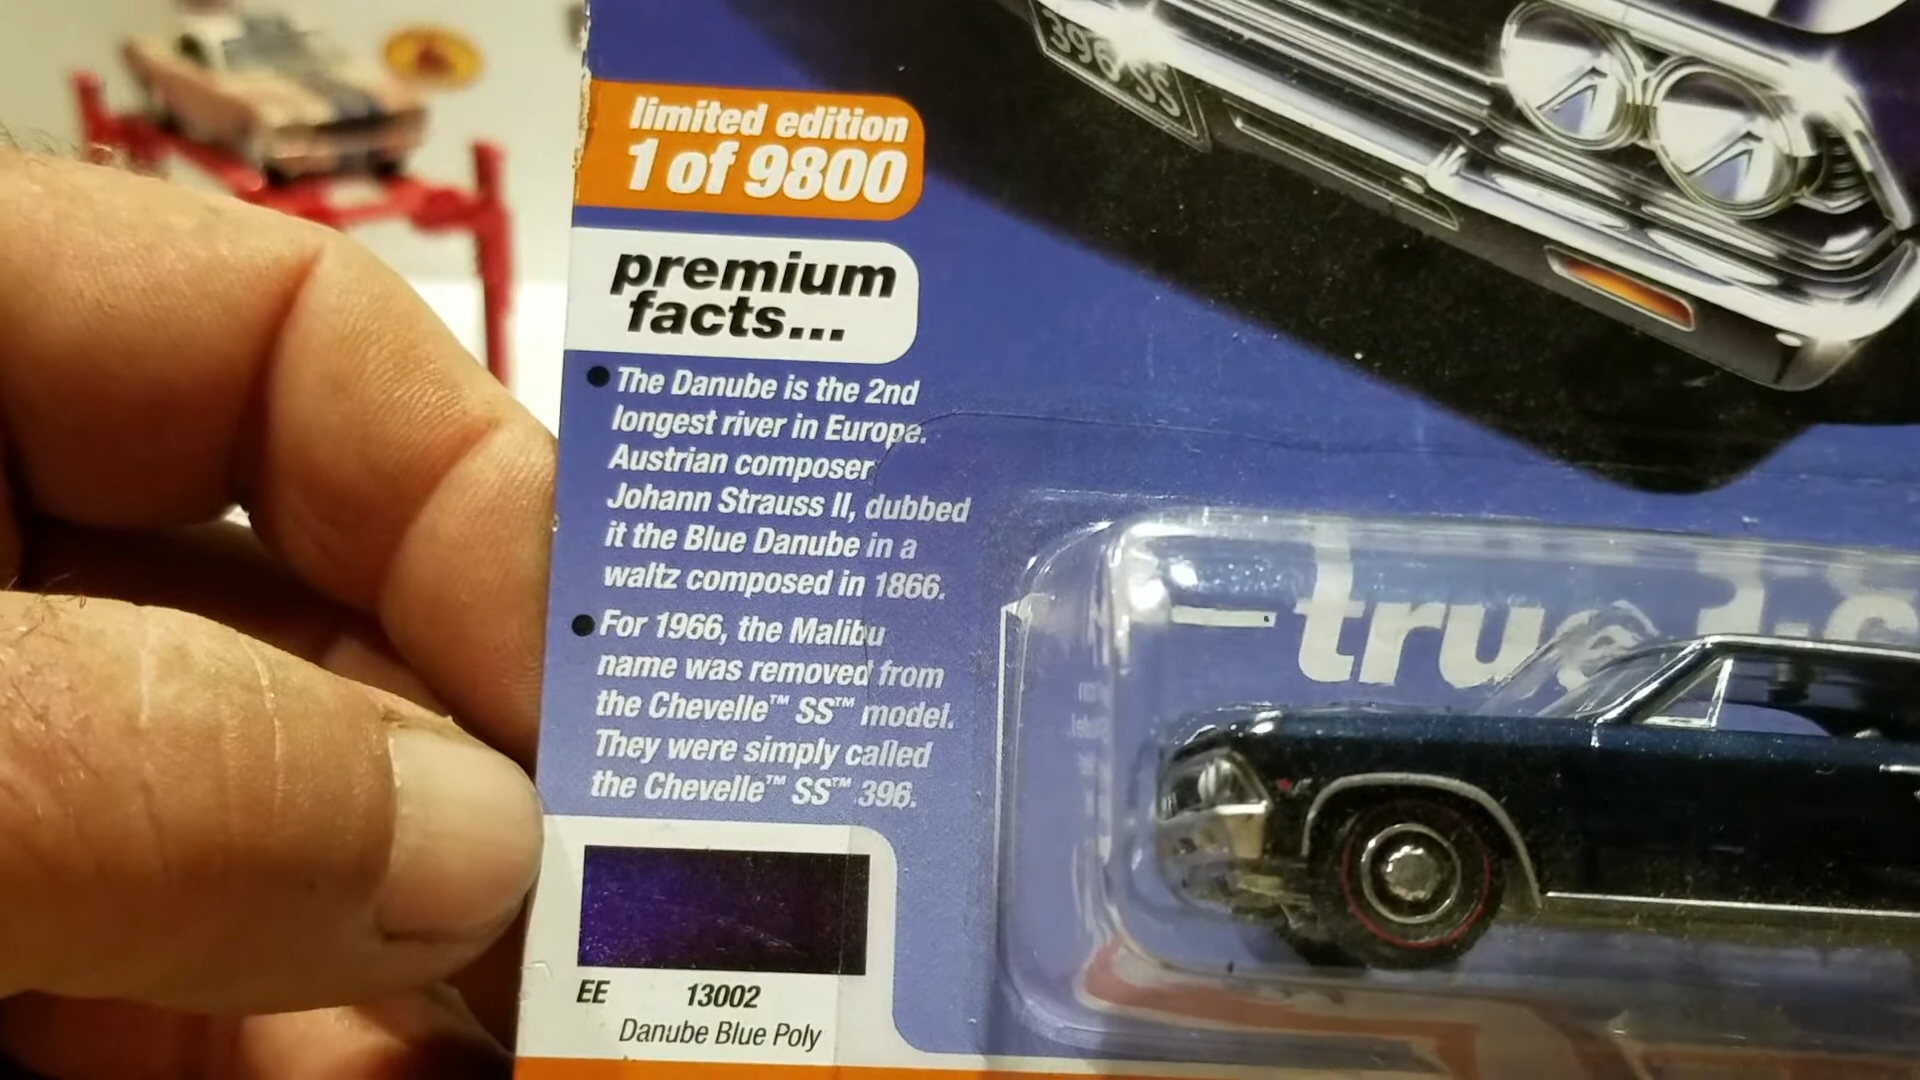 396 SS
limited edition
1 of 9800
premium
facts...
The Danube is the 2nd
longest river in Europe.
Austrian composer
Johann Strauss II, dubbed
it the Blue Danube in a
waltz composed in 1866.
For 1966, the Malibu
name was removed from
the Chevelle™ SS™ model.
They were simply called
the Chevelle™ SS™ 396.
true
EE 13002
Danube Blue Poly